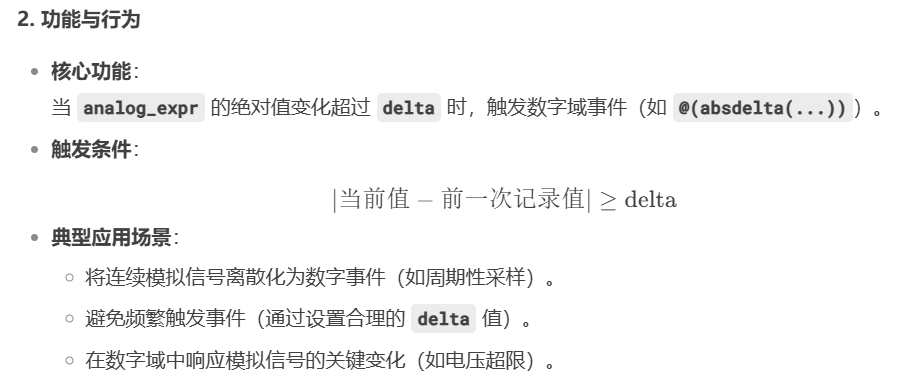 2. 功能与行为
• 核心功能：
当 analog_expr 的绝对值变化超过 delta 时，触发数字域事件（如 @(absdelta(...))）。
• 触发条件：
|当前值 − 前一次记录值| ≥ delta
• 典型应用场景：
◦ 将连续模拟信号离散化为数字事件（如周期性采样）。
◦ 避免频繁触发事件（通过设置合理的 delta 值）。
◦ 在数字域中响应模拟信号的关键变化（如电压超限）。